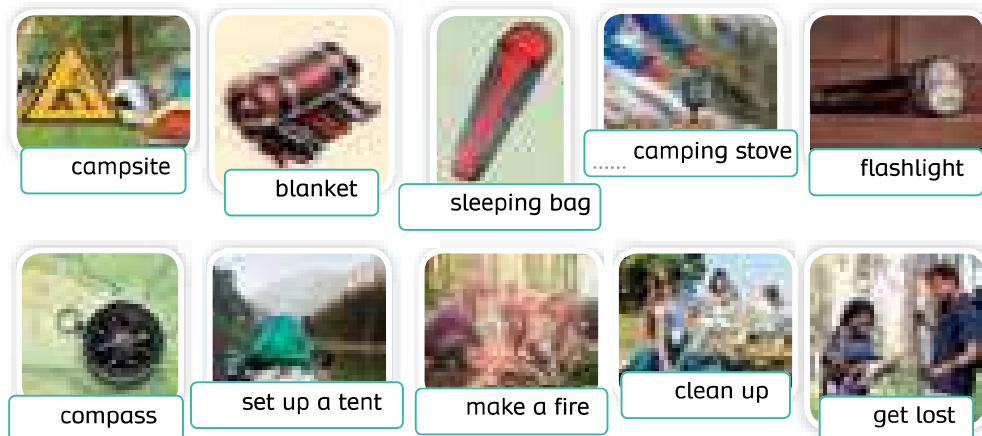 campsite
blanket
sleeping bag
...... camping stove
flashlight
compass
set up a tent
make a fire
clean up
get lost